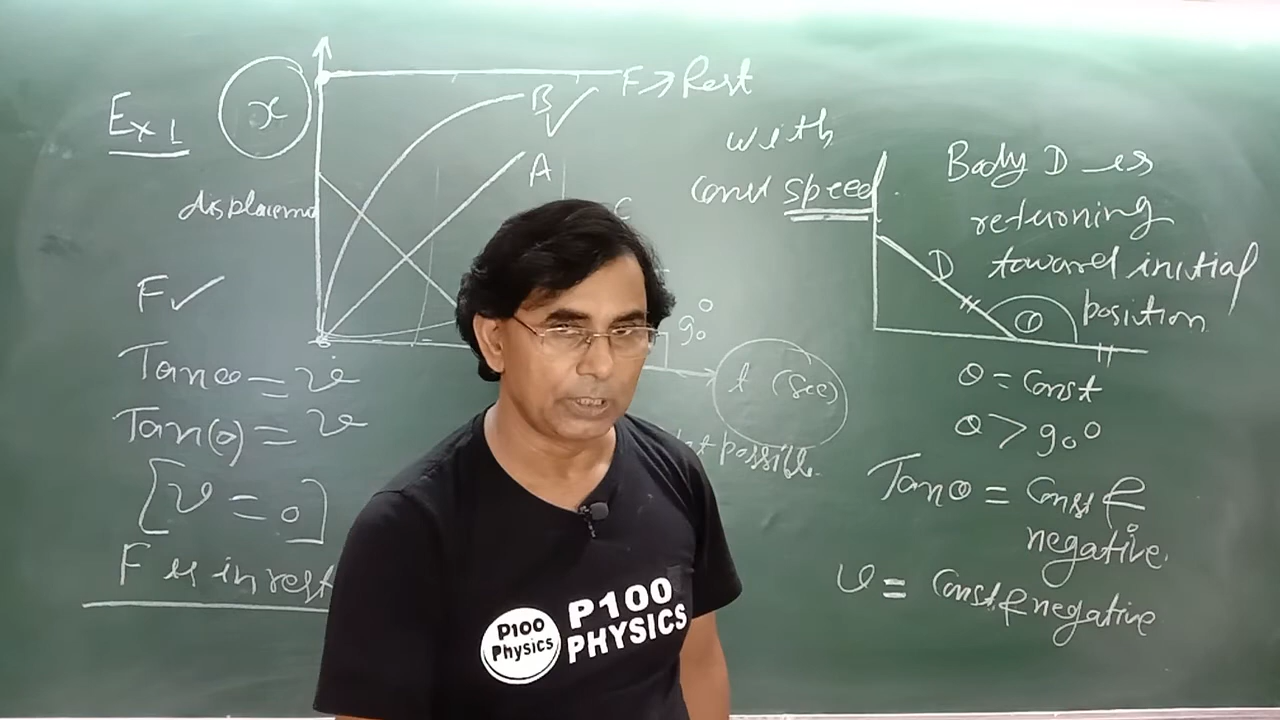 Ex 1
x
displaceme
F ✓
Tanθ = v
Tan(0) = v
[v = 0]
F is in rest
B ✓
F → Rest
A
C
90°
t (sec)
possible.
with
const speed.
D
θ
Body D is
returning
toward initial
position
θ = const
θ > 90°
Tanθ = Const &
negative.
v = Const & negative
P100
Physics
P100
PHYSICS